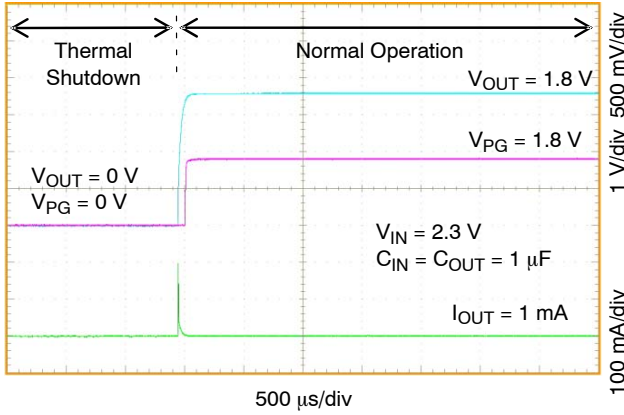 Thermal
Shutdown
Normal Operation
VOUT = 1.8 V
VPG = 1.8 V
VOUT = 0 V
VPG = 0 V
VIN = 2.3 V
CIN = COUT = 1 μF
IOUT = 1 mA
500 mV/div
1 V/div
100 mA/div
500 μs/div